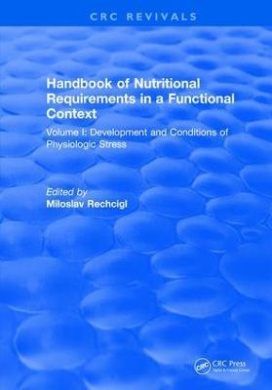 CRC REVIVALS
Handbook of Nutritional
Requirements in a Functional
Context
Volume I: Development and Conditions of
Physiologic Stress
Edited by
Miloslav Rechcigl
CRC Press